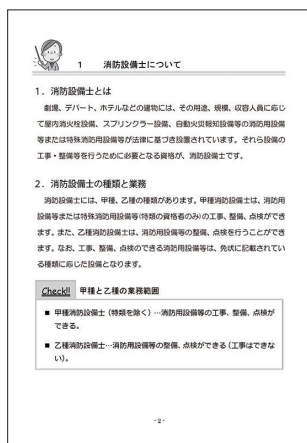 1 消防設備士について
1．消防設備士とは
劇場、デパート、ホテルなどの建物には、その用途、規模、収容人員に応じ
て屋内消火栓設備、スプリンクラー設備、自動火災報知設備等の消防用設備
等または特殊消防用設備等が法律に基づき設置されています。それら設備の
工事・整備等を行うために必要となる資格が、消防設備士です。
2．消防設備士の種類と業務
消防設備士には、甲種、乙種の種類があります。甲種消防設備士は、消防用
設備等または特殊消防用設備等（特類の資格者のみ）の工事、整備、点検ができ
ます。また、乙種消防設備士は、消防用設備等の整備、点検を行うことができ
ます。なお、工事、整備、点検のできる消防用設備等は、免状に記載されてい
る種類に応じた設備となります。
Check!! 甲種と乙種の業務範囲
■ 甲種消防設備士（特類を除く）…消防用設備等の工事、整備、点検が
できる。
■ 乙種消防設備士…消防用設備等の整備、点検ができる（工事はできな
い）。
- 2 -